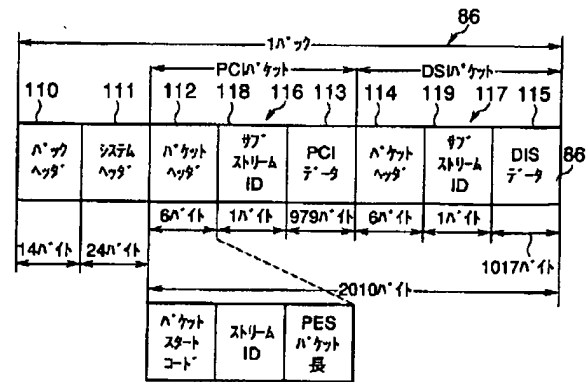 86
1パック
PCIパケット
DSIパケット
110
111
112
118
116
113
114
119
117
115
パック
ヘッダ
システム
ヘッダ
パケット
ヘッダ
サブ
ストリーム
ID
PCI
データ
パケット
ヘッダ
サブ
ストリーム
ID
DIS
データ
86
6バイト
1バイト
979バイト
6バイト
1バイト
14バイト
24バイト
1017バイト
2010バイト
パケット
スタート
コード
ストリーム
ID
PES
パケット
長